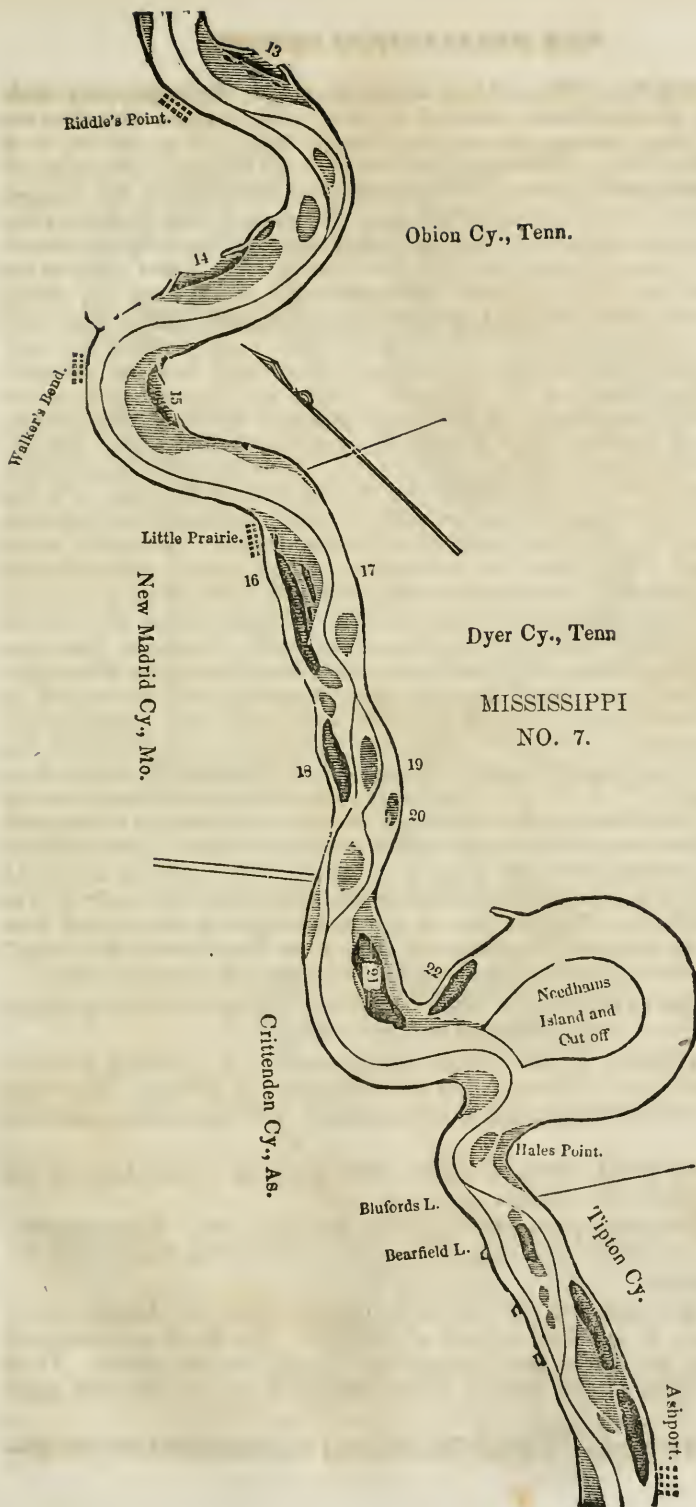 13
Riddle's Point.
Obion Cy., Tenn.
14
Walker's Bend.
15
Little Prairie.
16
17
New Madrid Cy., Mo.
Dyer Cy., Tenn
MISSISSIPPI
NO. 7.
18
19
20
21
22
Needhams
Island and
Cut off
Crittenden Cy., As.
Hales Point.
Blufords L.
Bearfield L.
Tipton Cy.
Ashport.